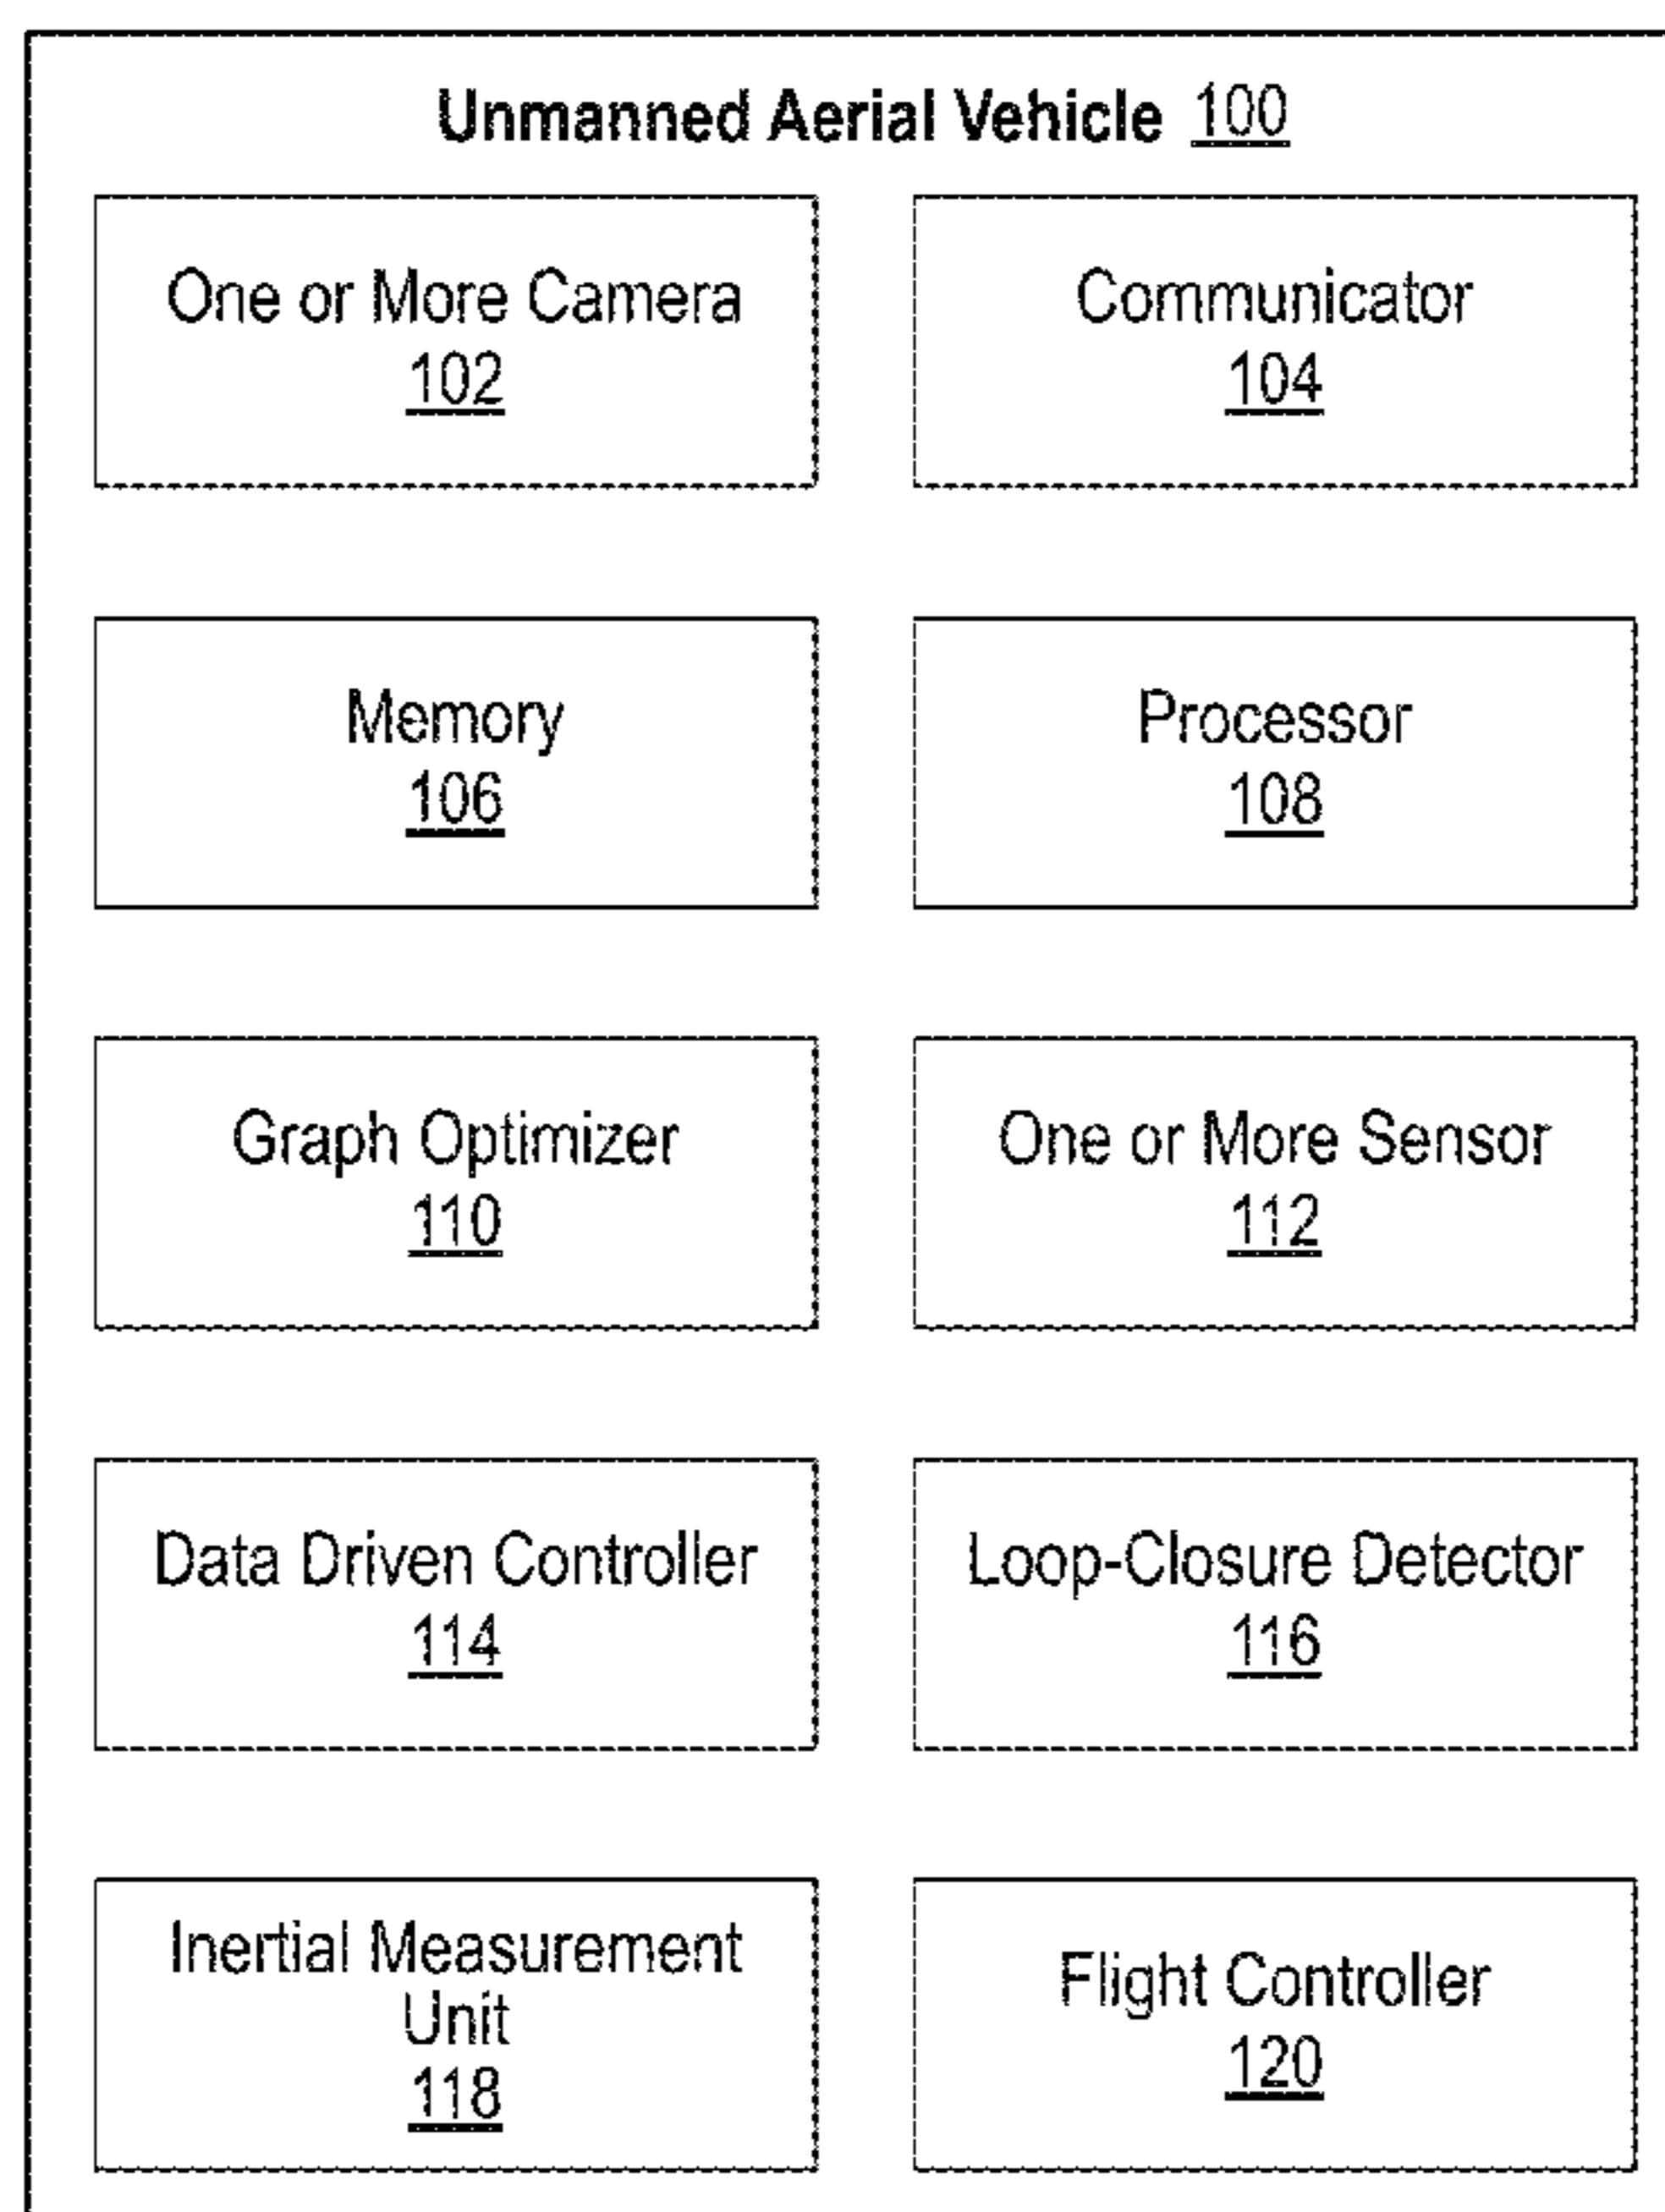 Unmanned Aerial Vehicle 100
One or More Camera
102
Communicator
104
Memory
106
Processor
108
Graph Optimizer
110
One or More Sensor
112
Data Driven Controller
114
Loop-Closure Detector
116
Inertial Measurement
Unit
118
Flight Controller
120